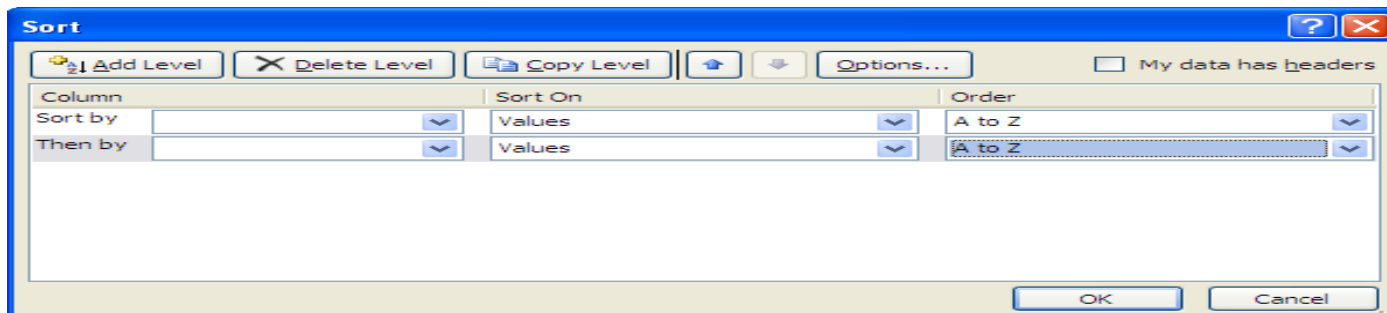 Sort
Add Level Delete Level Copy Level Options... My data has headers
Column Sort On Order
Sort by Values A to Z
Then by Values A to Z
OK Cancel